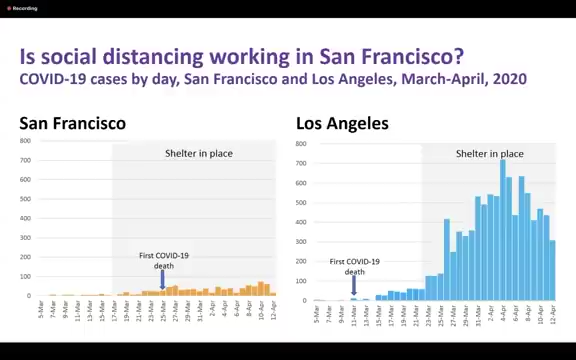 Recording
Is social distancing working in San Francisco?
COVID-19 cases by day, San Francisco and Los Angeles, March-April, 2020
San Francisco
Los Angeles
800
700
600
500
400
300
200
100
0
Shelter in place
First COVID-19
death
5-Mar
7-Mar
9-Mar
11-Mar
13-Mar
15-Mar
17-Mar
19-Mar
21-Mar
23-Mar
25-Mar
27-Mar
29-Mar
31-Mar
2-Apr
4-Apr
6-Apr
8-Apr
10-Apr
12-Apr
800
700
600
500
400
300
200
100
0
Shelter in place
First COVID-19
death
5-Mar
7-Mar
9-Mar
11-Mar
13-Mar
15-Mar
17-Mar
19-Mar
21-Mar
23-Mar
25-Mar
27-Mar
29-Mar
31-Mar
2-Apr
4-Apr
6-Apr
8-Apr
10-Apr
12-Apr